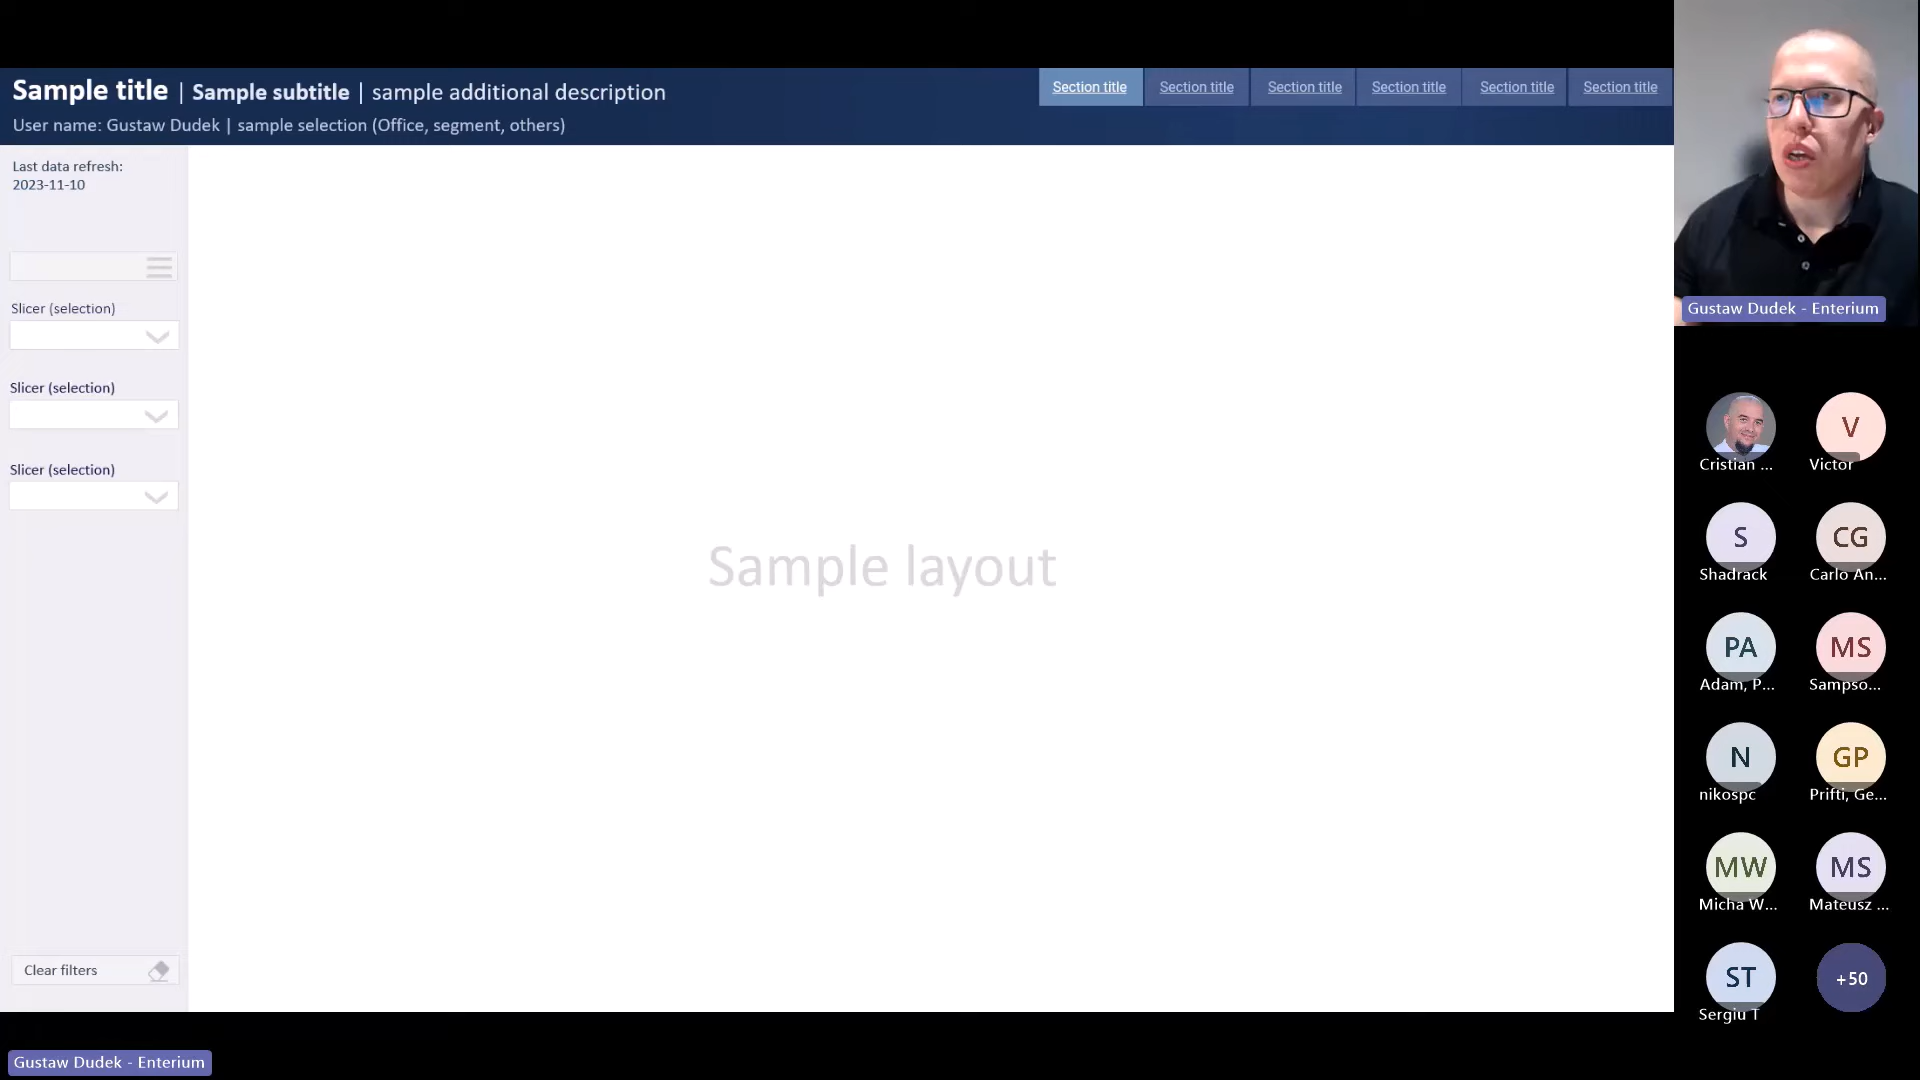 Sample title | Sample subtitle | sample additional description
User name: Gustaw Dudek | sample selection (Office, segment, others)
Section title
Section title
Section title
Section title
Section title
Section title
Last data refresh:
2023-11-10
Slicer (selection)
Slicer (selection)
Slicer (selection)
Sample layout
Clear filters
Gustaw Dudek - Enterium
Gustaw Dudek - Enterium
Cristian ...
V
Victor
S
Shadrack
CG
Carlo An...
PA
Adam, P...
MS
Sampso...
N
nikospc
GP
Prifti, Ge...
MW
Micha W...
MS
Mateusz ...
ST
Sergiu T
+50